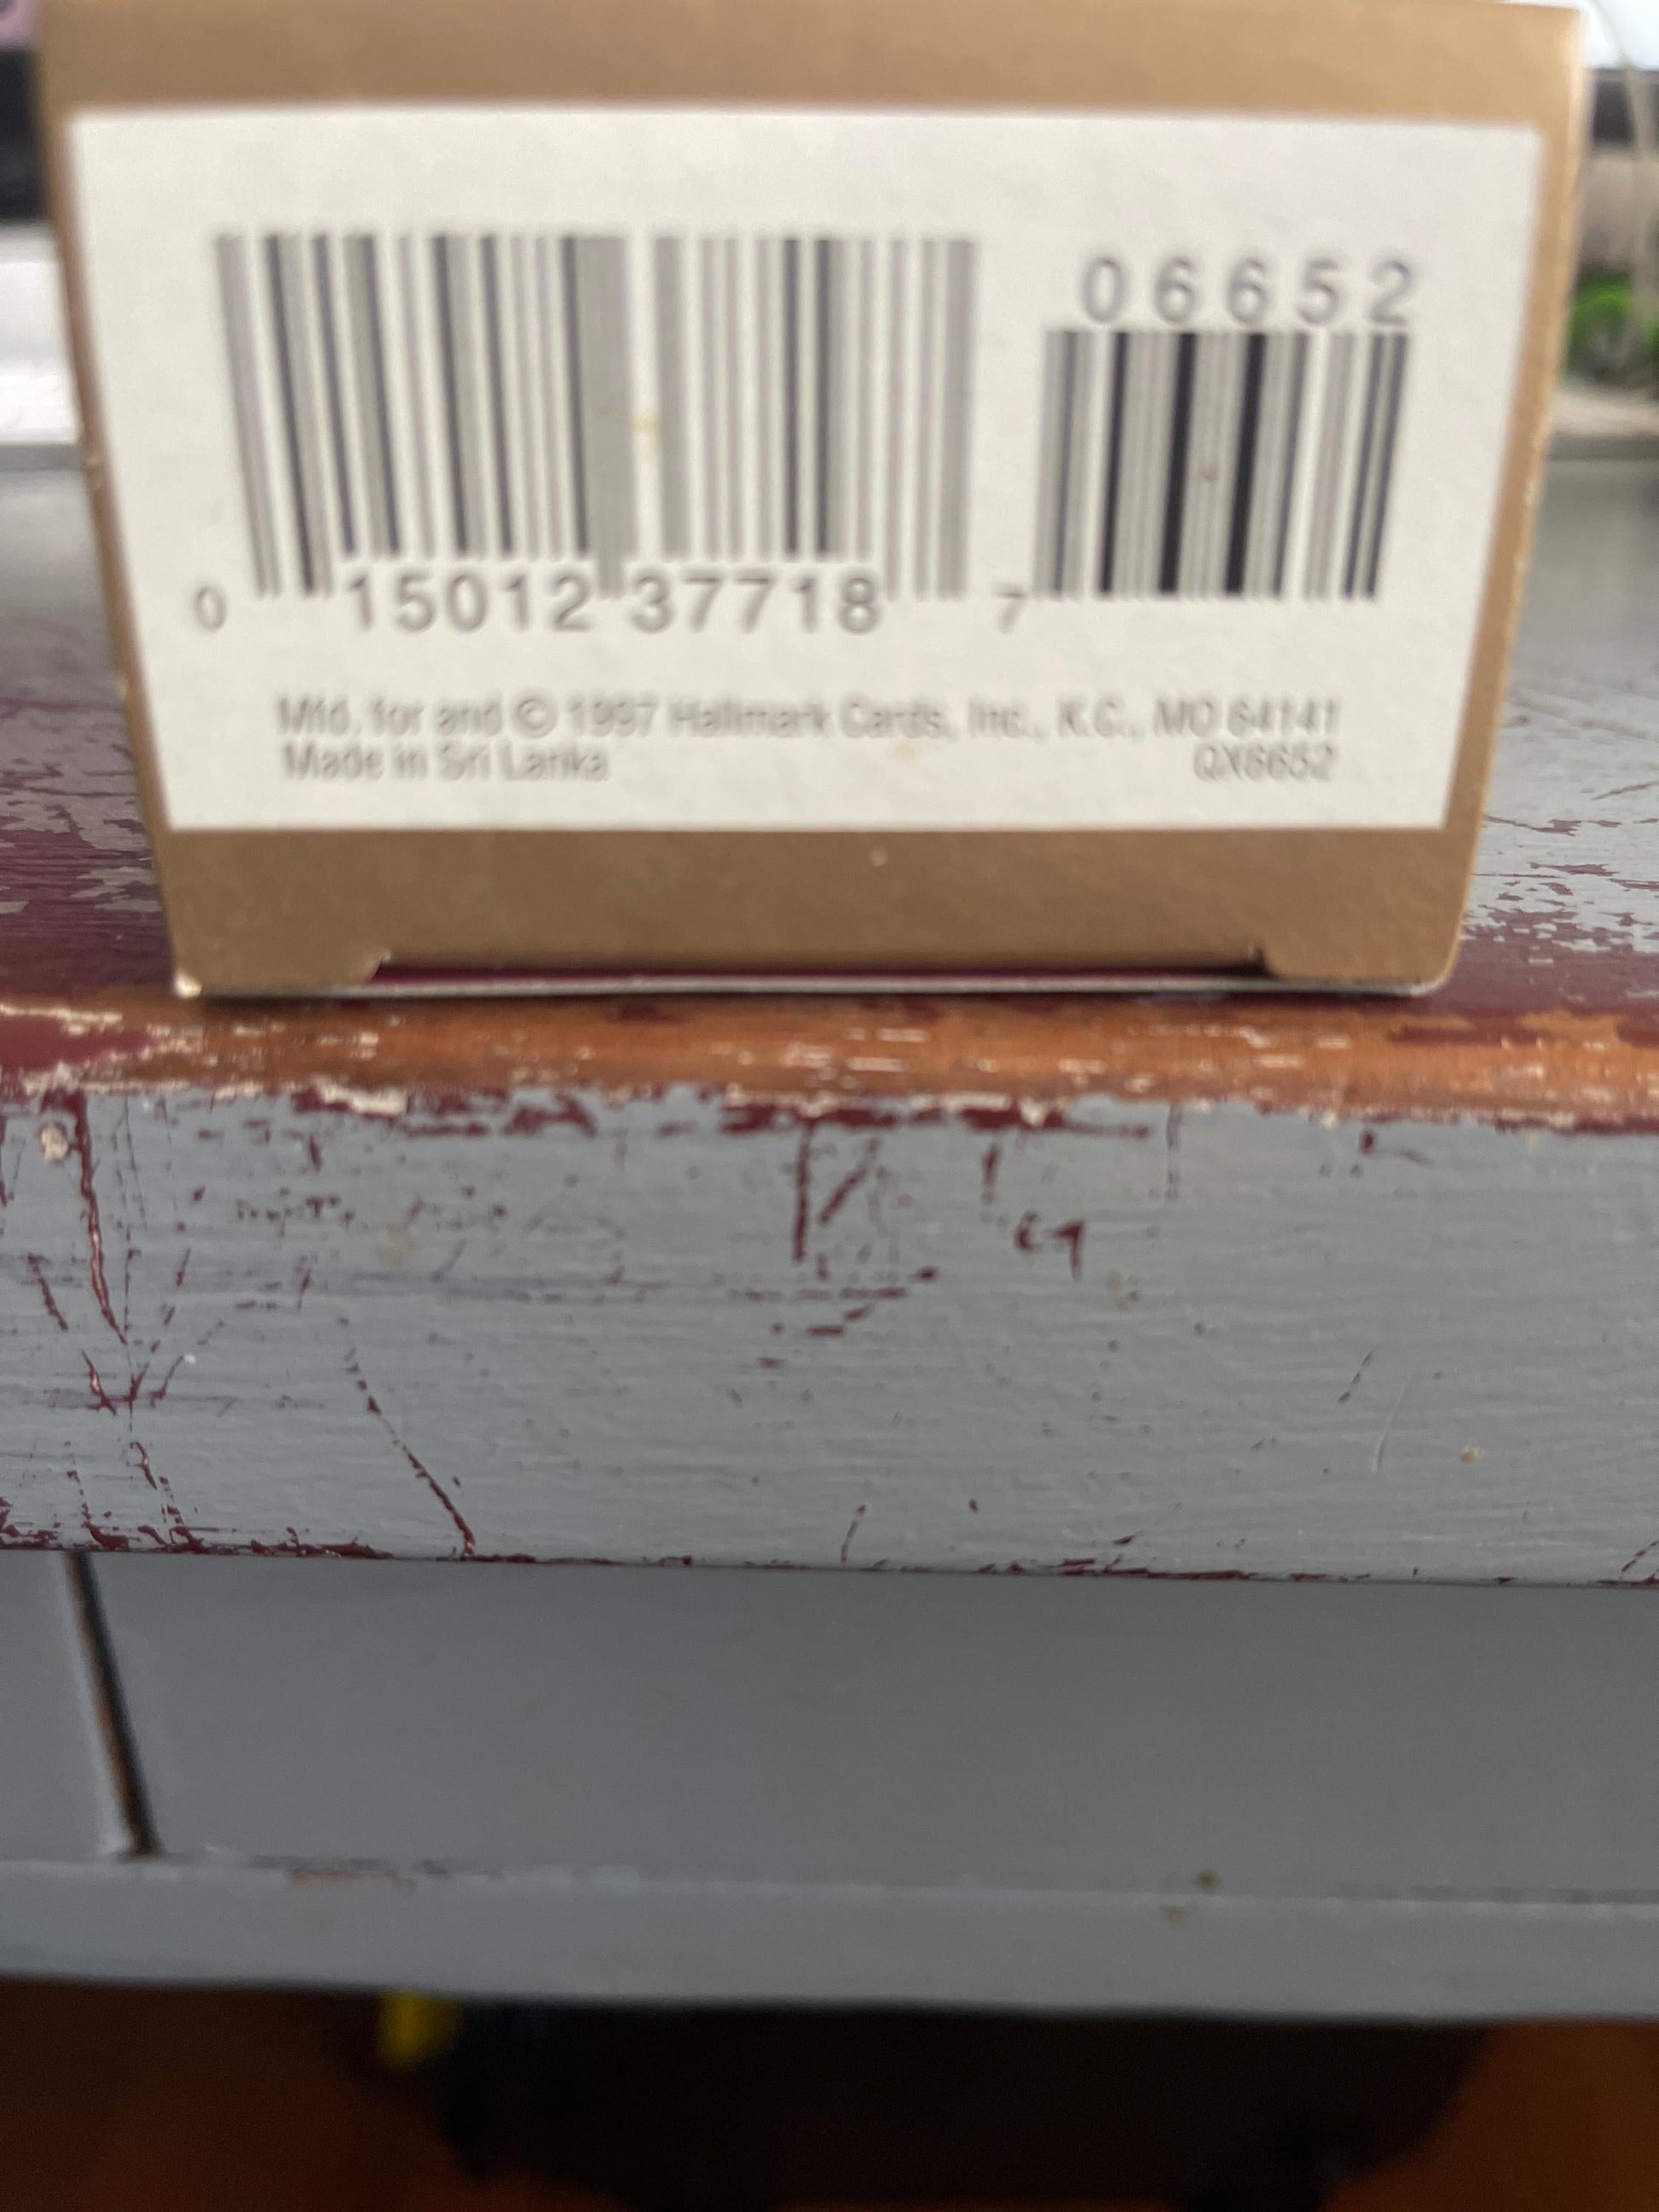 06652
0 15012 37718 7
Mfd. for and © 1997 Hallmark Cards, Inc., K.C., MO 64141
Made in Sri Lanka QX6652